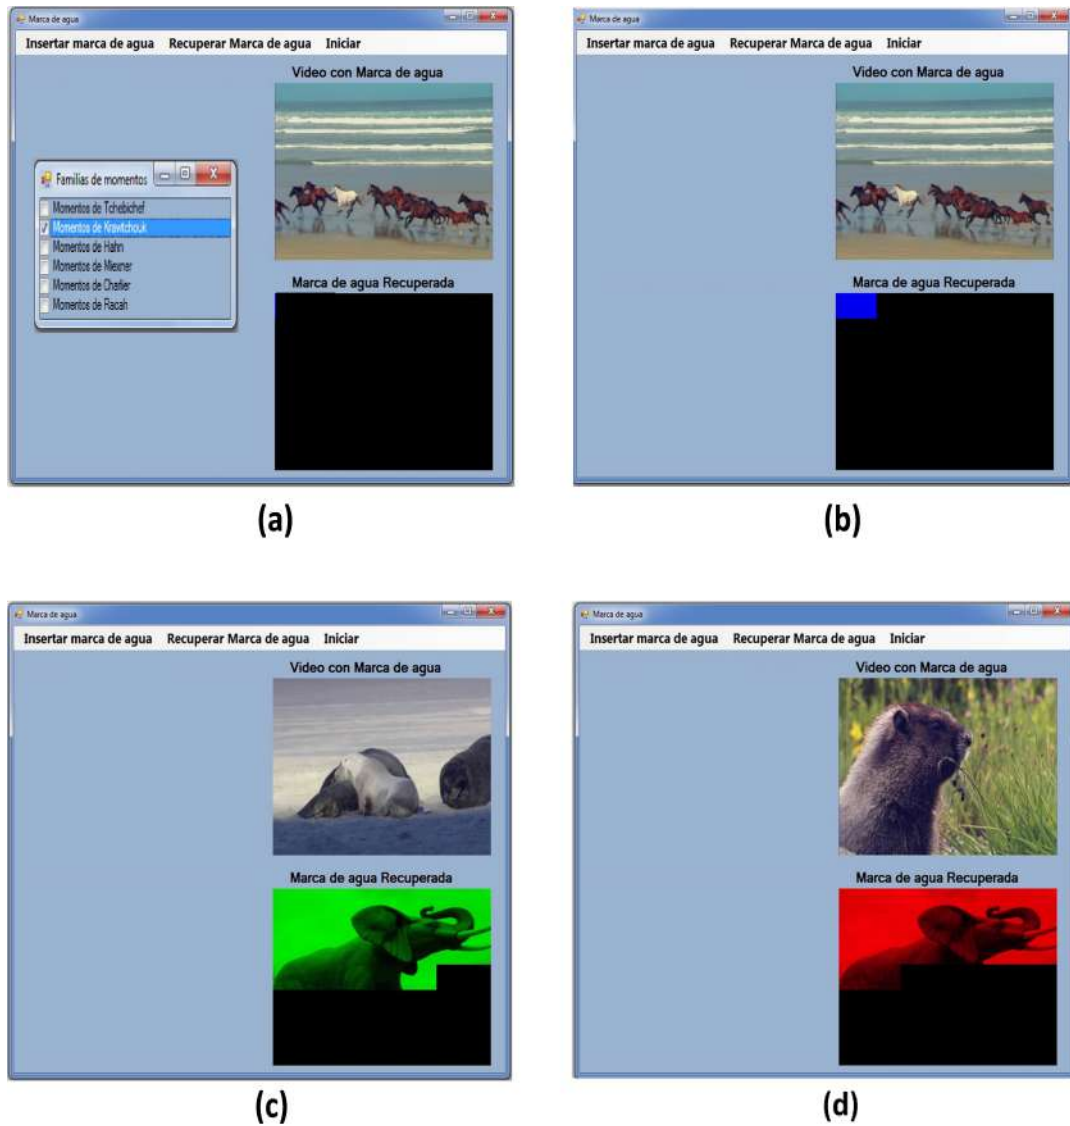 Marca de agua
Insertar marca de agua Recuperar Marca de agua Iniciar
Video con Marca de agua
Familias de momentos
Momentos de Tchebichef
Momentos de Krawtchouk
Momentos de Hahn
Momentos de Miexner
Momentos de Charlier
Momentos de Racah
Marca de agua Recuperada
(a)
Marca de agua
Insertar marca de agua Recuperar Marca de agua Iniciar
Video con Marca de agua
Marca de agua Recuperada
(b)
Marca de agua
Insertar marca de agua Recuperar Marca de agua Iniciar
Video con Marca de agua
Marca de agua Recuperada
(c)
Marca de agua
Insertar marca de agua Recuperar Marca de agua Iniciar
Video con Marca de agua
Marca de agua Recuperada
(d)